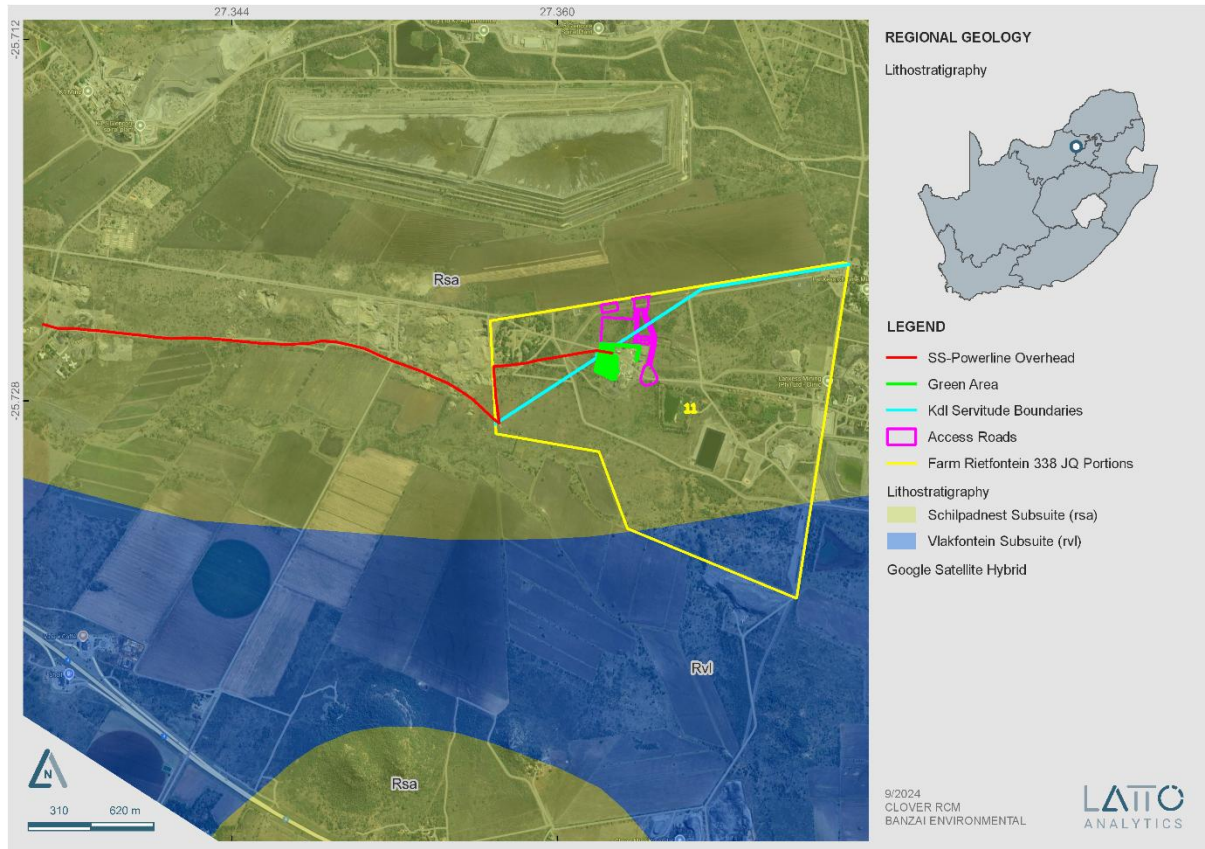 27.344
27.360
-25.712
-25.728
Rsa
11
Rvl
Rsa
N
310 620 m
REGIONAL GEOLOGY
Lithostratigraphy
LEGEND
SS-Powerline Overhead
Green Area
Kdl Servitude Boundaries
Access Roads
Farm Rietfontein 338 JQ Portions
Lithostratigraphy
Schilpadnest Subsuite (rsa)
Vlakfontein Subsuite (rvl)
Google Satellite Hybrid
9/2024
CLOVER RCM
BANZAI ENVIRONMENTAL
LATTO
ANALYTICS